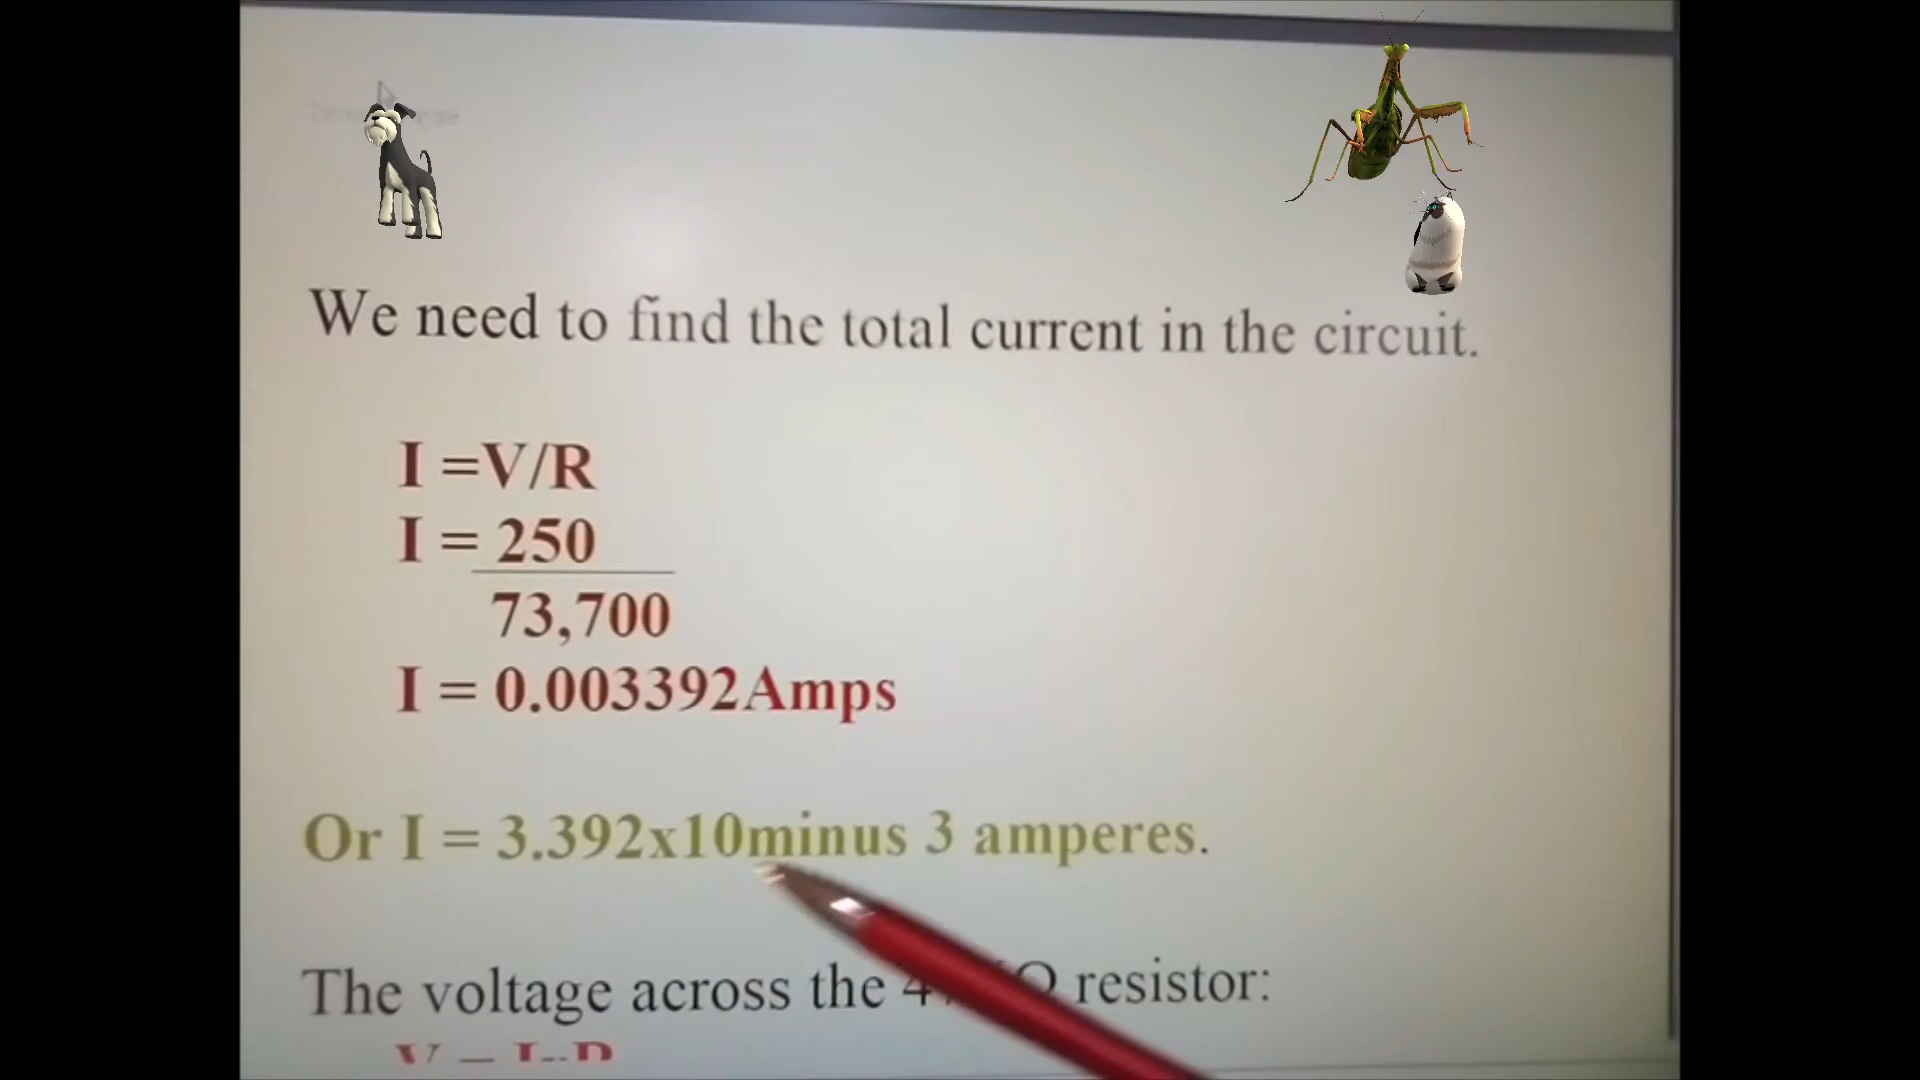 We need to find the total current in the circuit.
I =V/R
I = 250
73,700
I = 0.003392Amps
Or I = 3.392x10minus 3 amperes.
The voltage across the resistor: